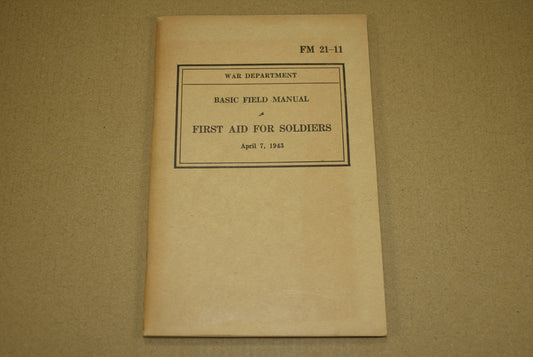 FM 21-11
WAR DEPARTMENT
BASIC FIELD MANUAL
FIRST AID FOR SOLDIERS
April 7, 1943